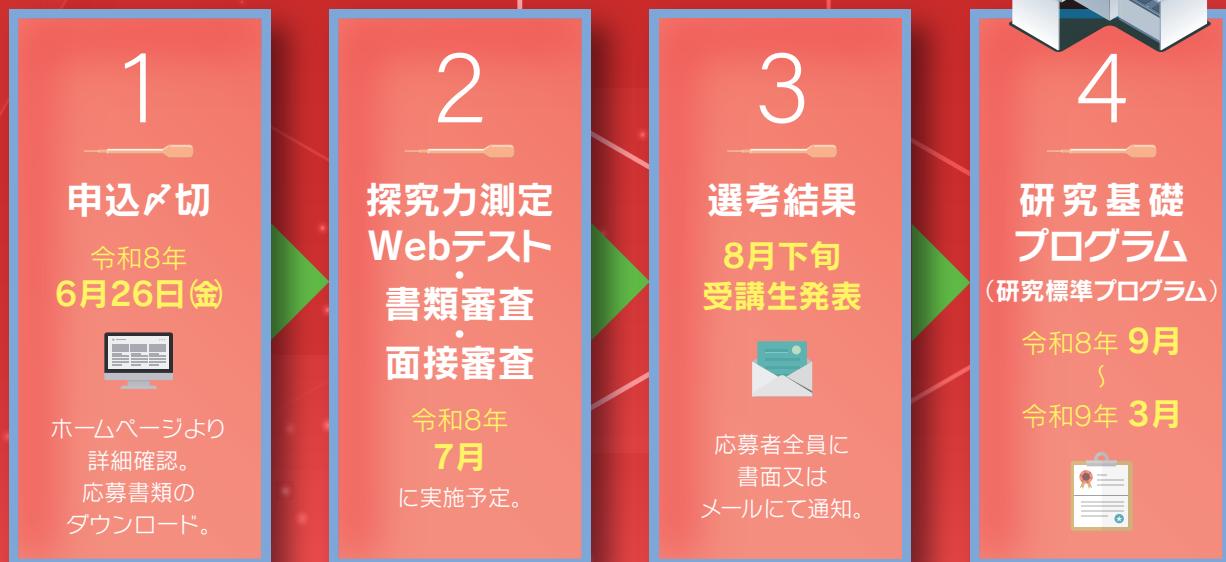 1
申込〆切
令和8年
6月26日㈮
ホームページより
詳細確認。
応募書類の
ダウンロード。
2
探究力測定
Webテスト
・
書類審査
・
面接審査
令和8年
7月
に実施予定。
3
選考結果
8月下旬
受講生発表
応募者全員に
書面又は
メールにて通知。
4
研究基礎
プログラム
（研究標準プログラム）
令和8年 9月
〜
令和9年 3月